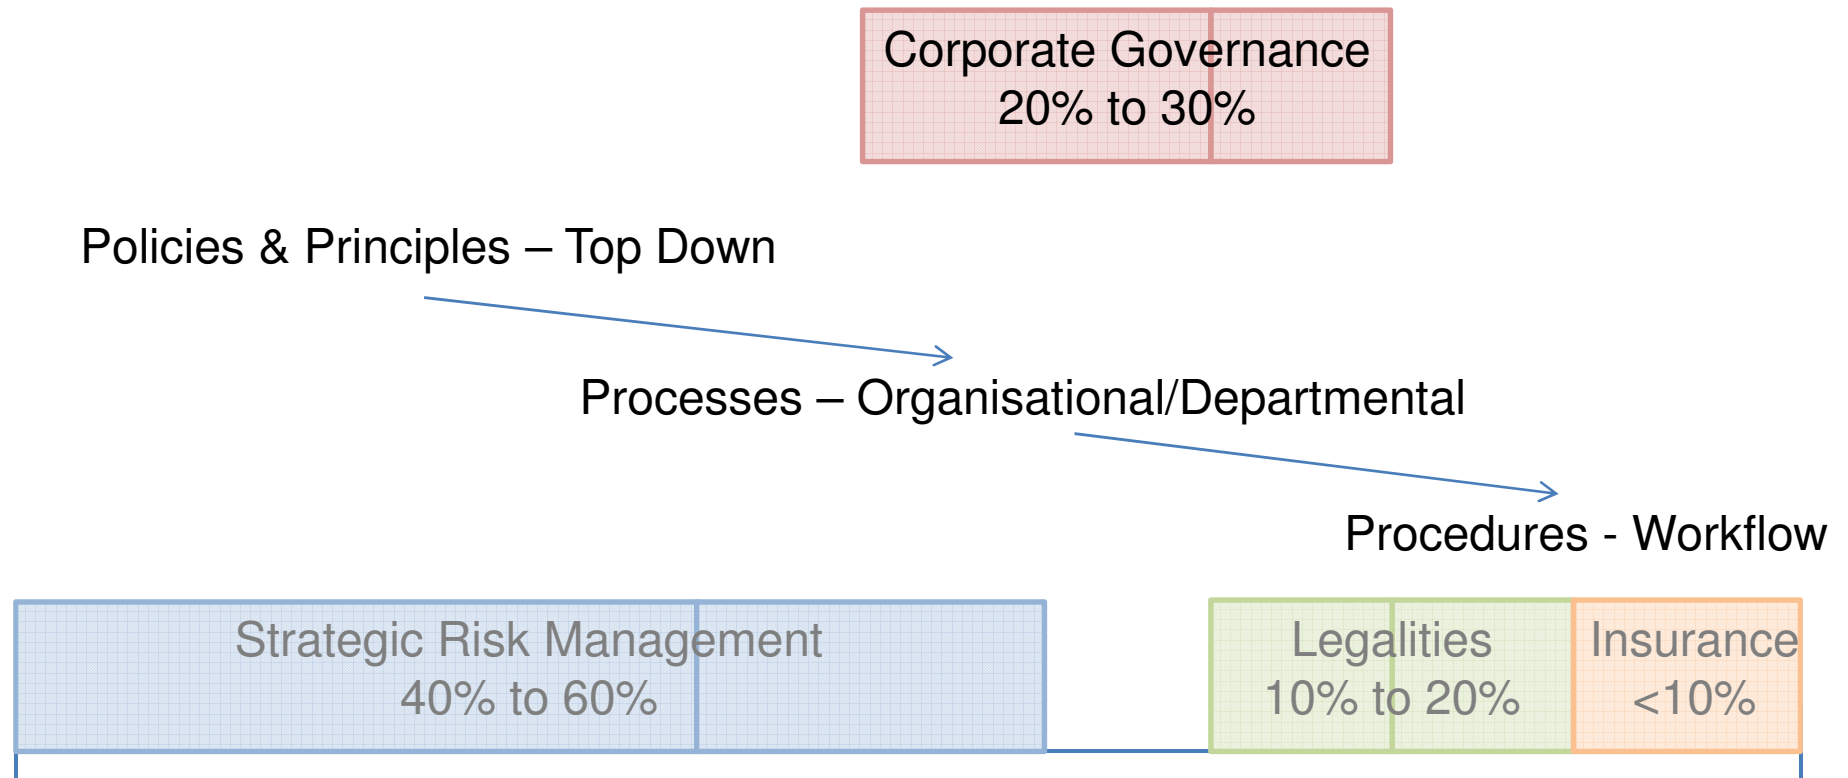 Corporate Governance
20% to 30%
Policies & Principles – Top Down
Processes – Organisational/Departmental
Procedures - Workflow
Strategic Risk Management
40% to 60%
Legalities
10% to 20%
Insurance
<10%